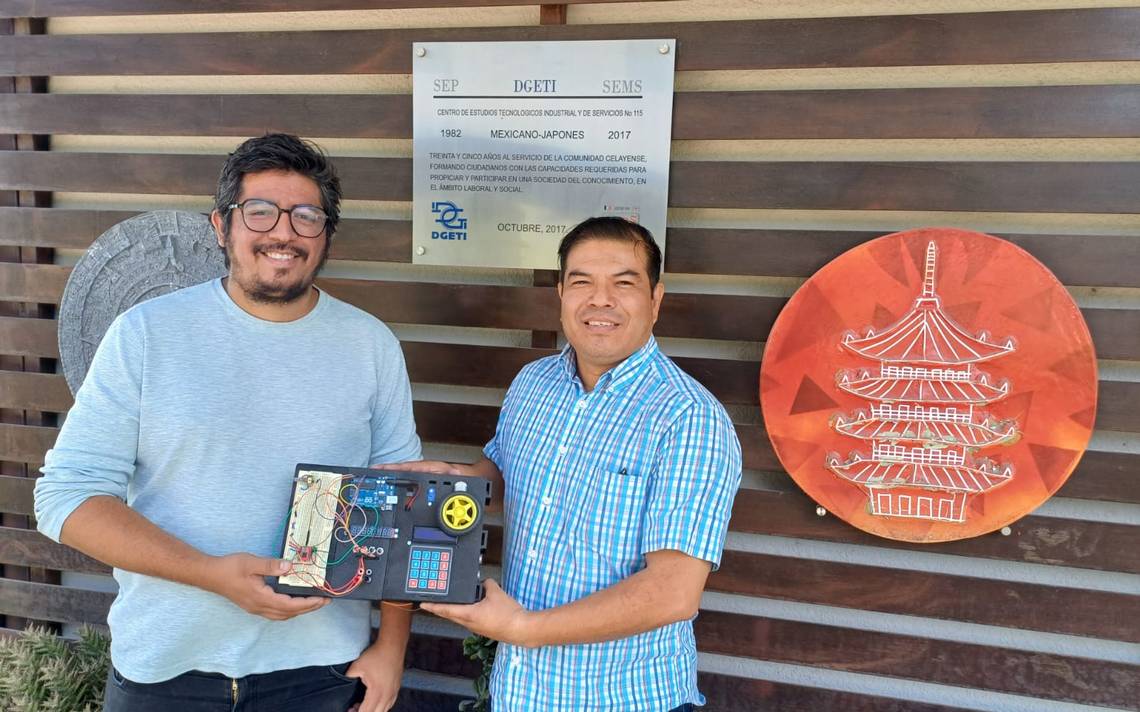 SEP DGETI SEMS
CENTRO DE ESTUDIOS TECNOLOGICOS INDUSTRIAL Y DE SERVICIOS No 115
1982 MEXICANO-JAPONES 2017
TREINTA Y CINCO AÑOS AL SERVICIO DE LA COMUNIDAD CELAYENSE,
FORMANDO CIUDADANOS CON LAS CAPACIDADES REQUERIDAS PARA
PROPICIAR Y PARTICIPAR EN UNA SOCIEDAD DEL CONOCIMIENTO, EN
EL ÁMBITO LABORAL Y SOCIAL.
DGETI
OCTUBRE, 2017